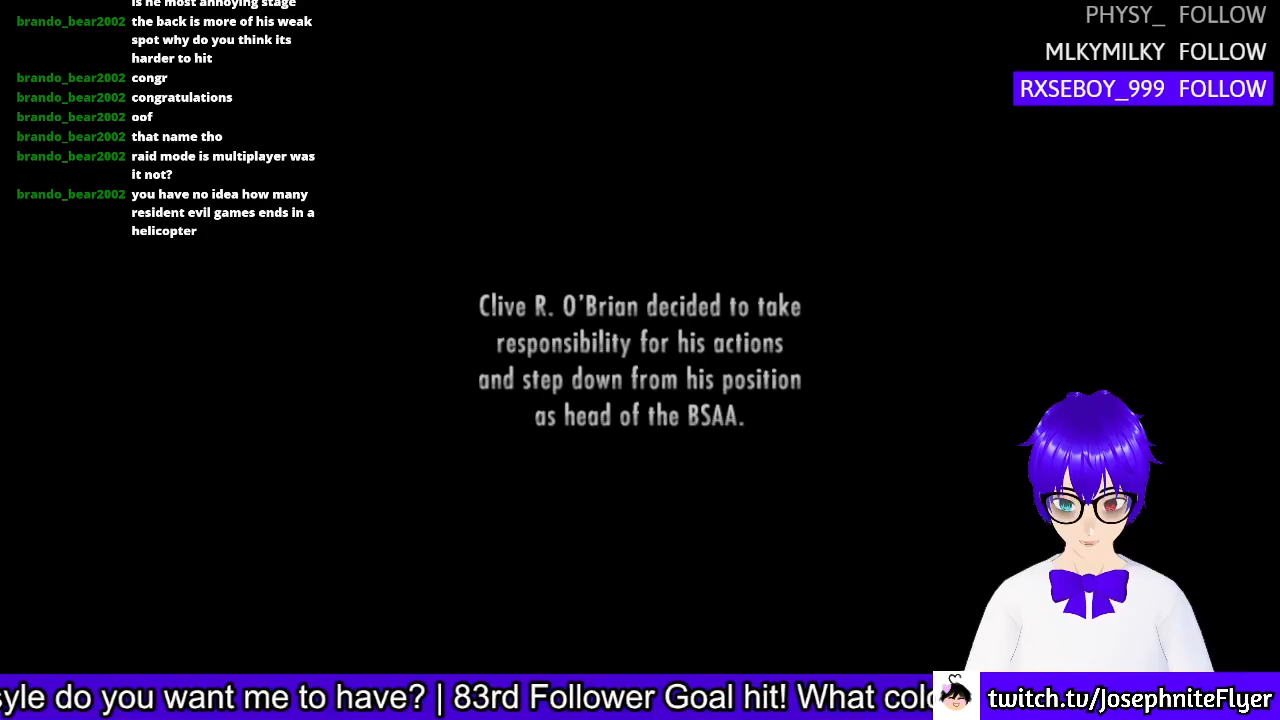 is he most annoying stage
brando_bear2002 the back is more of his weak
spot why do you think its
harder to hit
brando_bear2002 congr
brando_bear2002 congratulations
brando_bear2002 oof
brando_bear2002 that name tho
brando_bear2002 raid mode is multiplayer was
it not?
brando_bear2002 you have no idea how many
resident evil games ends in a
helicopter
PHYSY_ FOLLOW
MLKYMILKY FOLLOW
RXSEBOY_999 FOLLOW
Clive R. O'Brian decided to take
responsibility for his actions
and step down from his position
as head of the BSAA.
syle do you want me to have? | 83rd Follower Goal hit! What colo
twitch.tv/JosephniteFlyer